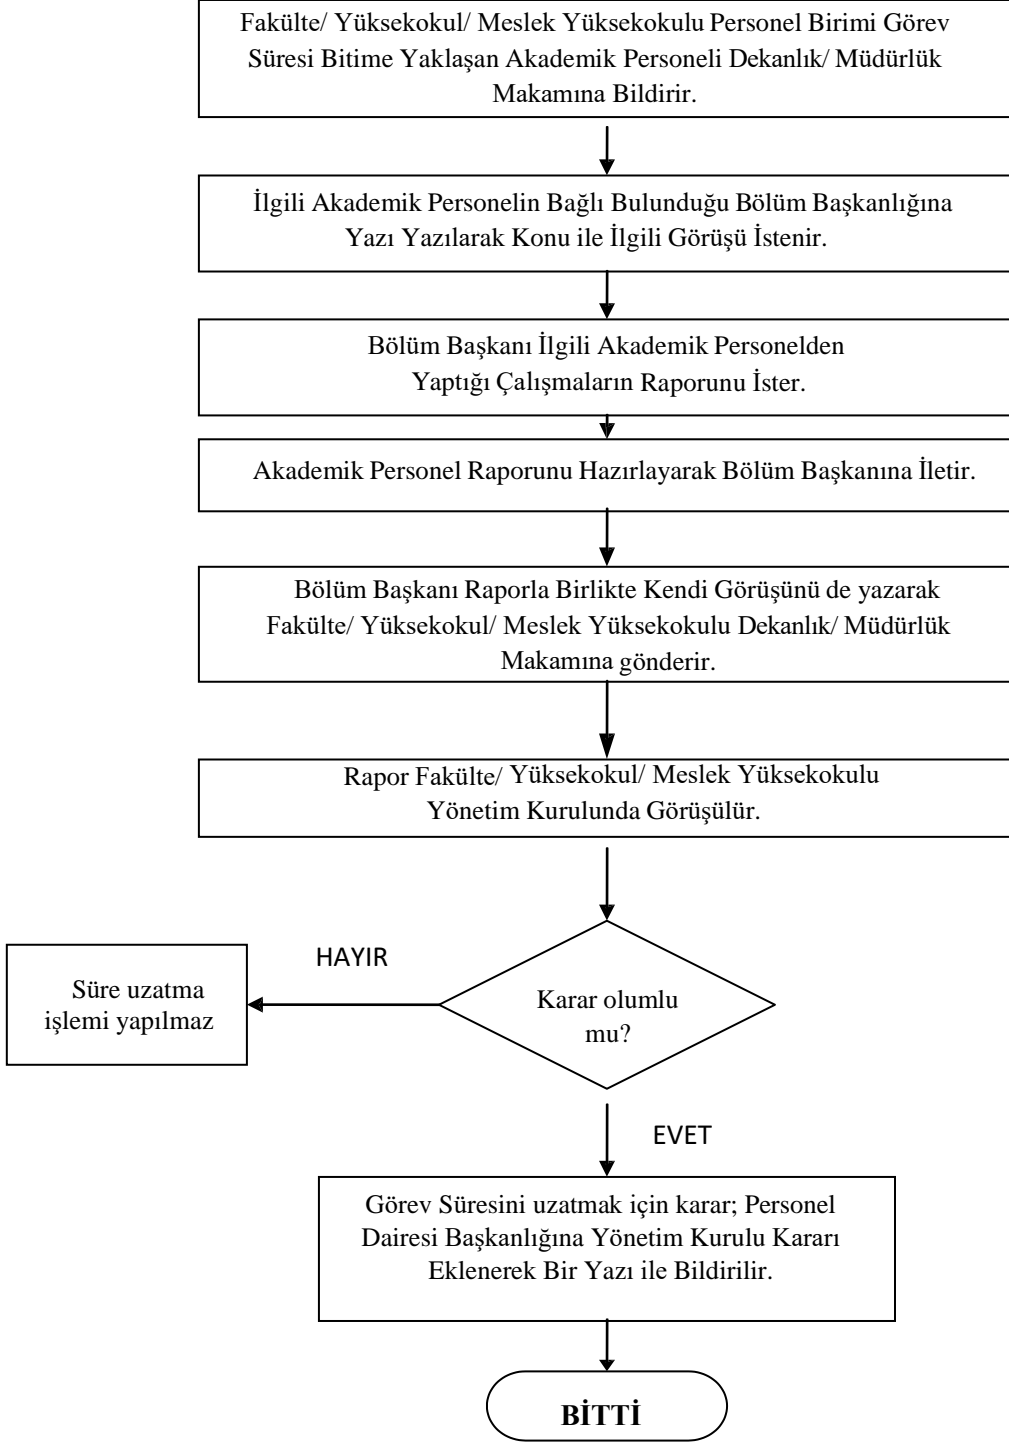 Fakülte/ Yüksekokul/ Meslek Yüksekokulu Personel Birimi Görev
Süresi Bitime Yaklaşan Akademik Personeli Dekanlık/ Müdürlük
Makamına Bildirir.
İlgili Akademik Personelin Bağlı Bulunduğu Bölüm Başkanlığına
Yazı Yazılarak Konu ile İlgili Görüşü İstenir.
Bölüm Başkanı İlgili Akademik Personelden
Yaptığı Çalışmaların Raporunu İster.
Akademik Personel Raporunu Hazırlayarak Bölüm Başkanına İletir.
Bölüm Başkanı Raporla Birlikte Kendi Görüşünü de yazarak
Fakülte/ Yüksekokul/ Meslek Yüksekokulu Dekanlık/ Müdürlük
Makamına gönderir.
Rapor Fakülte/ Yüksekokul/ Meslek Yüksekokulu
Yönetim Kurulunda Görüşülür.
HAYIR
Süre uzatma
işlemi yapılmaz
Karar olumlu
mu?
EVET
Görev Süresini uzatmak için karar; Personel
Dairesi Başkanlığına Yönetim Kurulu Kararı
Eklenerek Bir Yazı ile Bildirilir.
BİTTİ